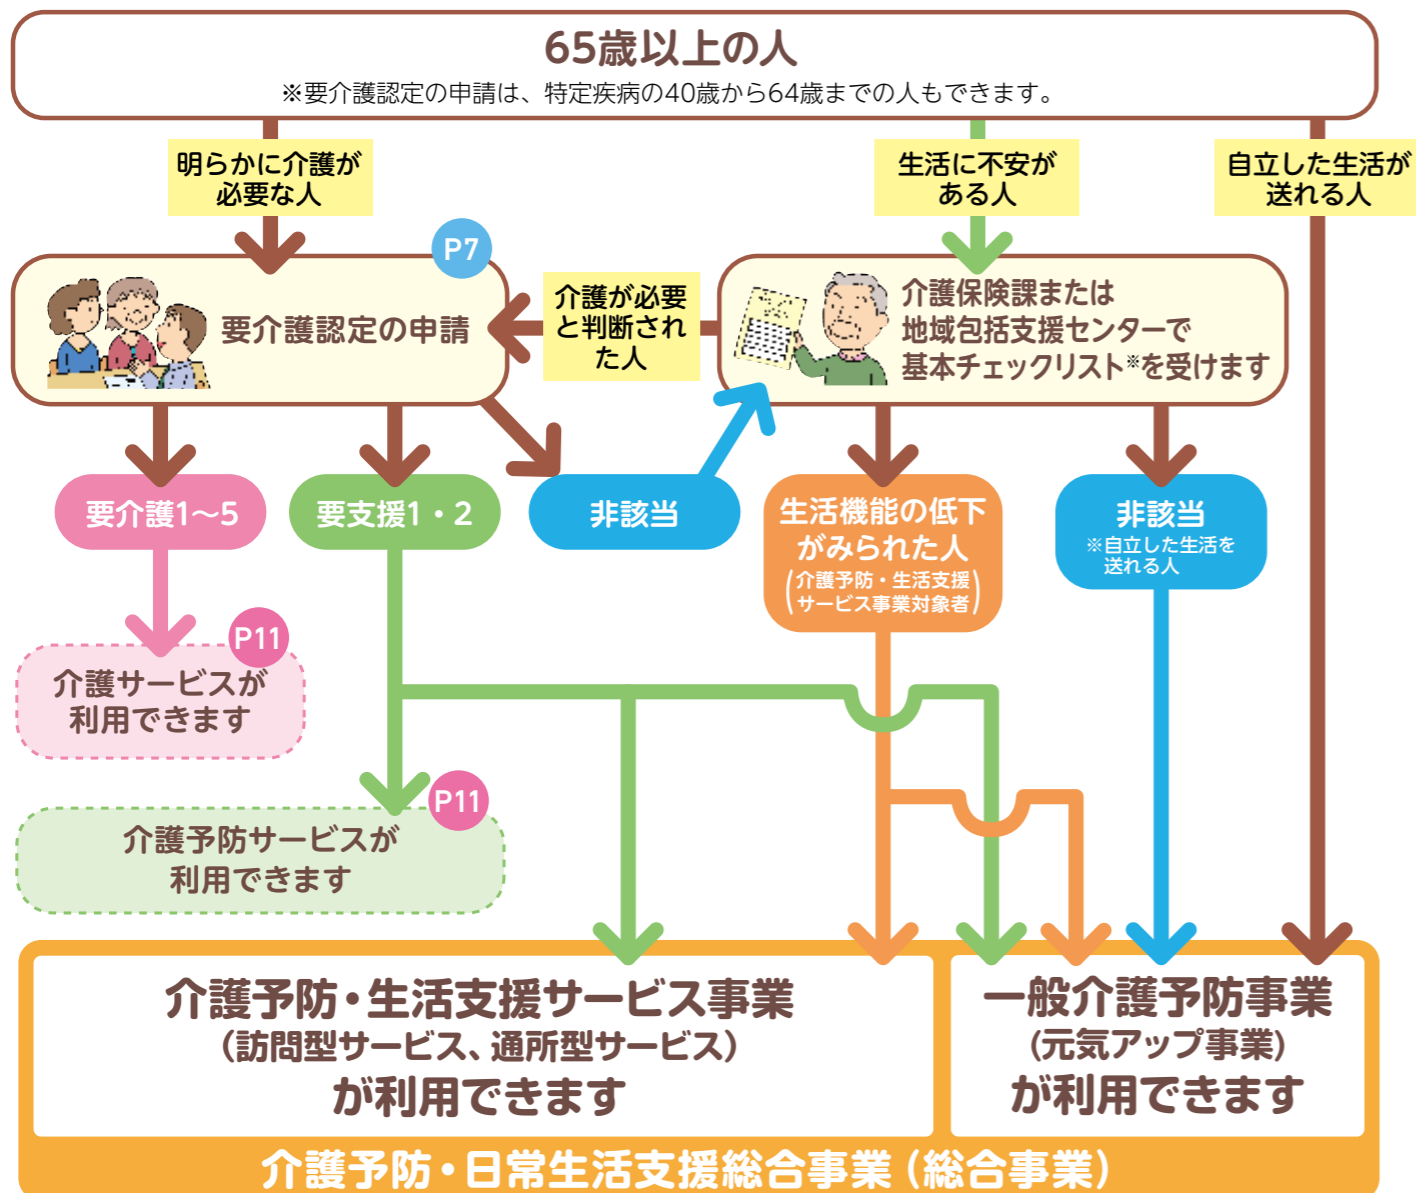 65歳以上の人
※要介護認定の申請は、特定疾病の40歳から64歳までの人もできます。
明らかに介護が
必要な人
生活に不安が
ある人
自立した生活が
送れる人
P7
要介護認定の申請
介護が必要
と判断され
た人
介護保険課または
地域包括支援センターで
基本チェックリスト※を受けます
要介護1～5
要支援1・2
非該当
生活機能の低下
がみられた人
(介護予防・生活支援
サービス事業対象者)
非該当
※自立した生活を
送れる人
P11
介護サービスが
利用できます
P11
介護予防サービスが
利用できます
介護予防・生活支援サービス事業
（訪問型サービス、通所型サービス）
が利用できます
一般介護予防事業
(元気アップ事業)
が利用できます
介護予防・日常生活支援総合事業（総合事業）